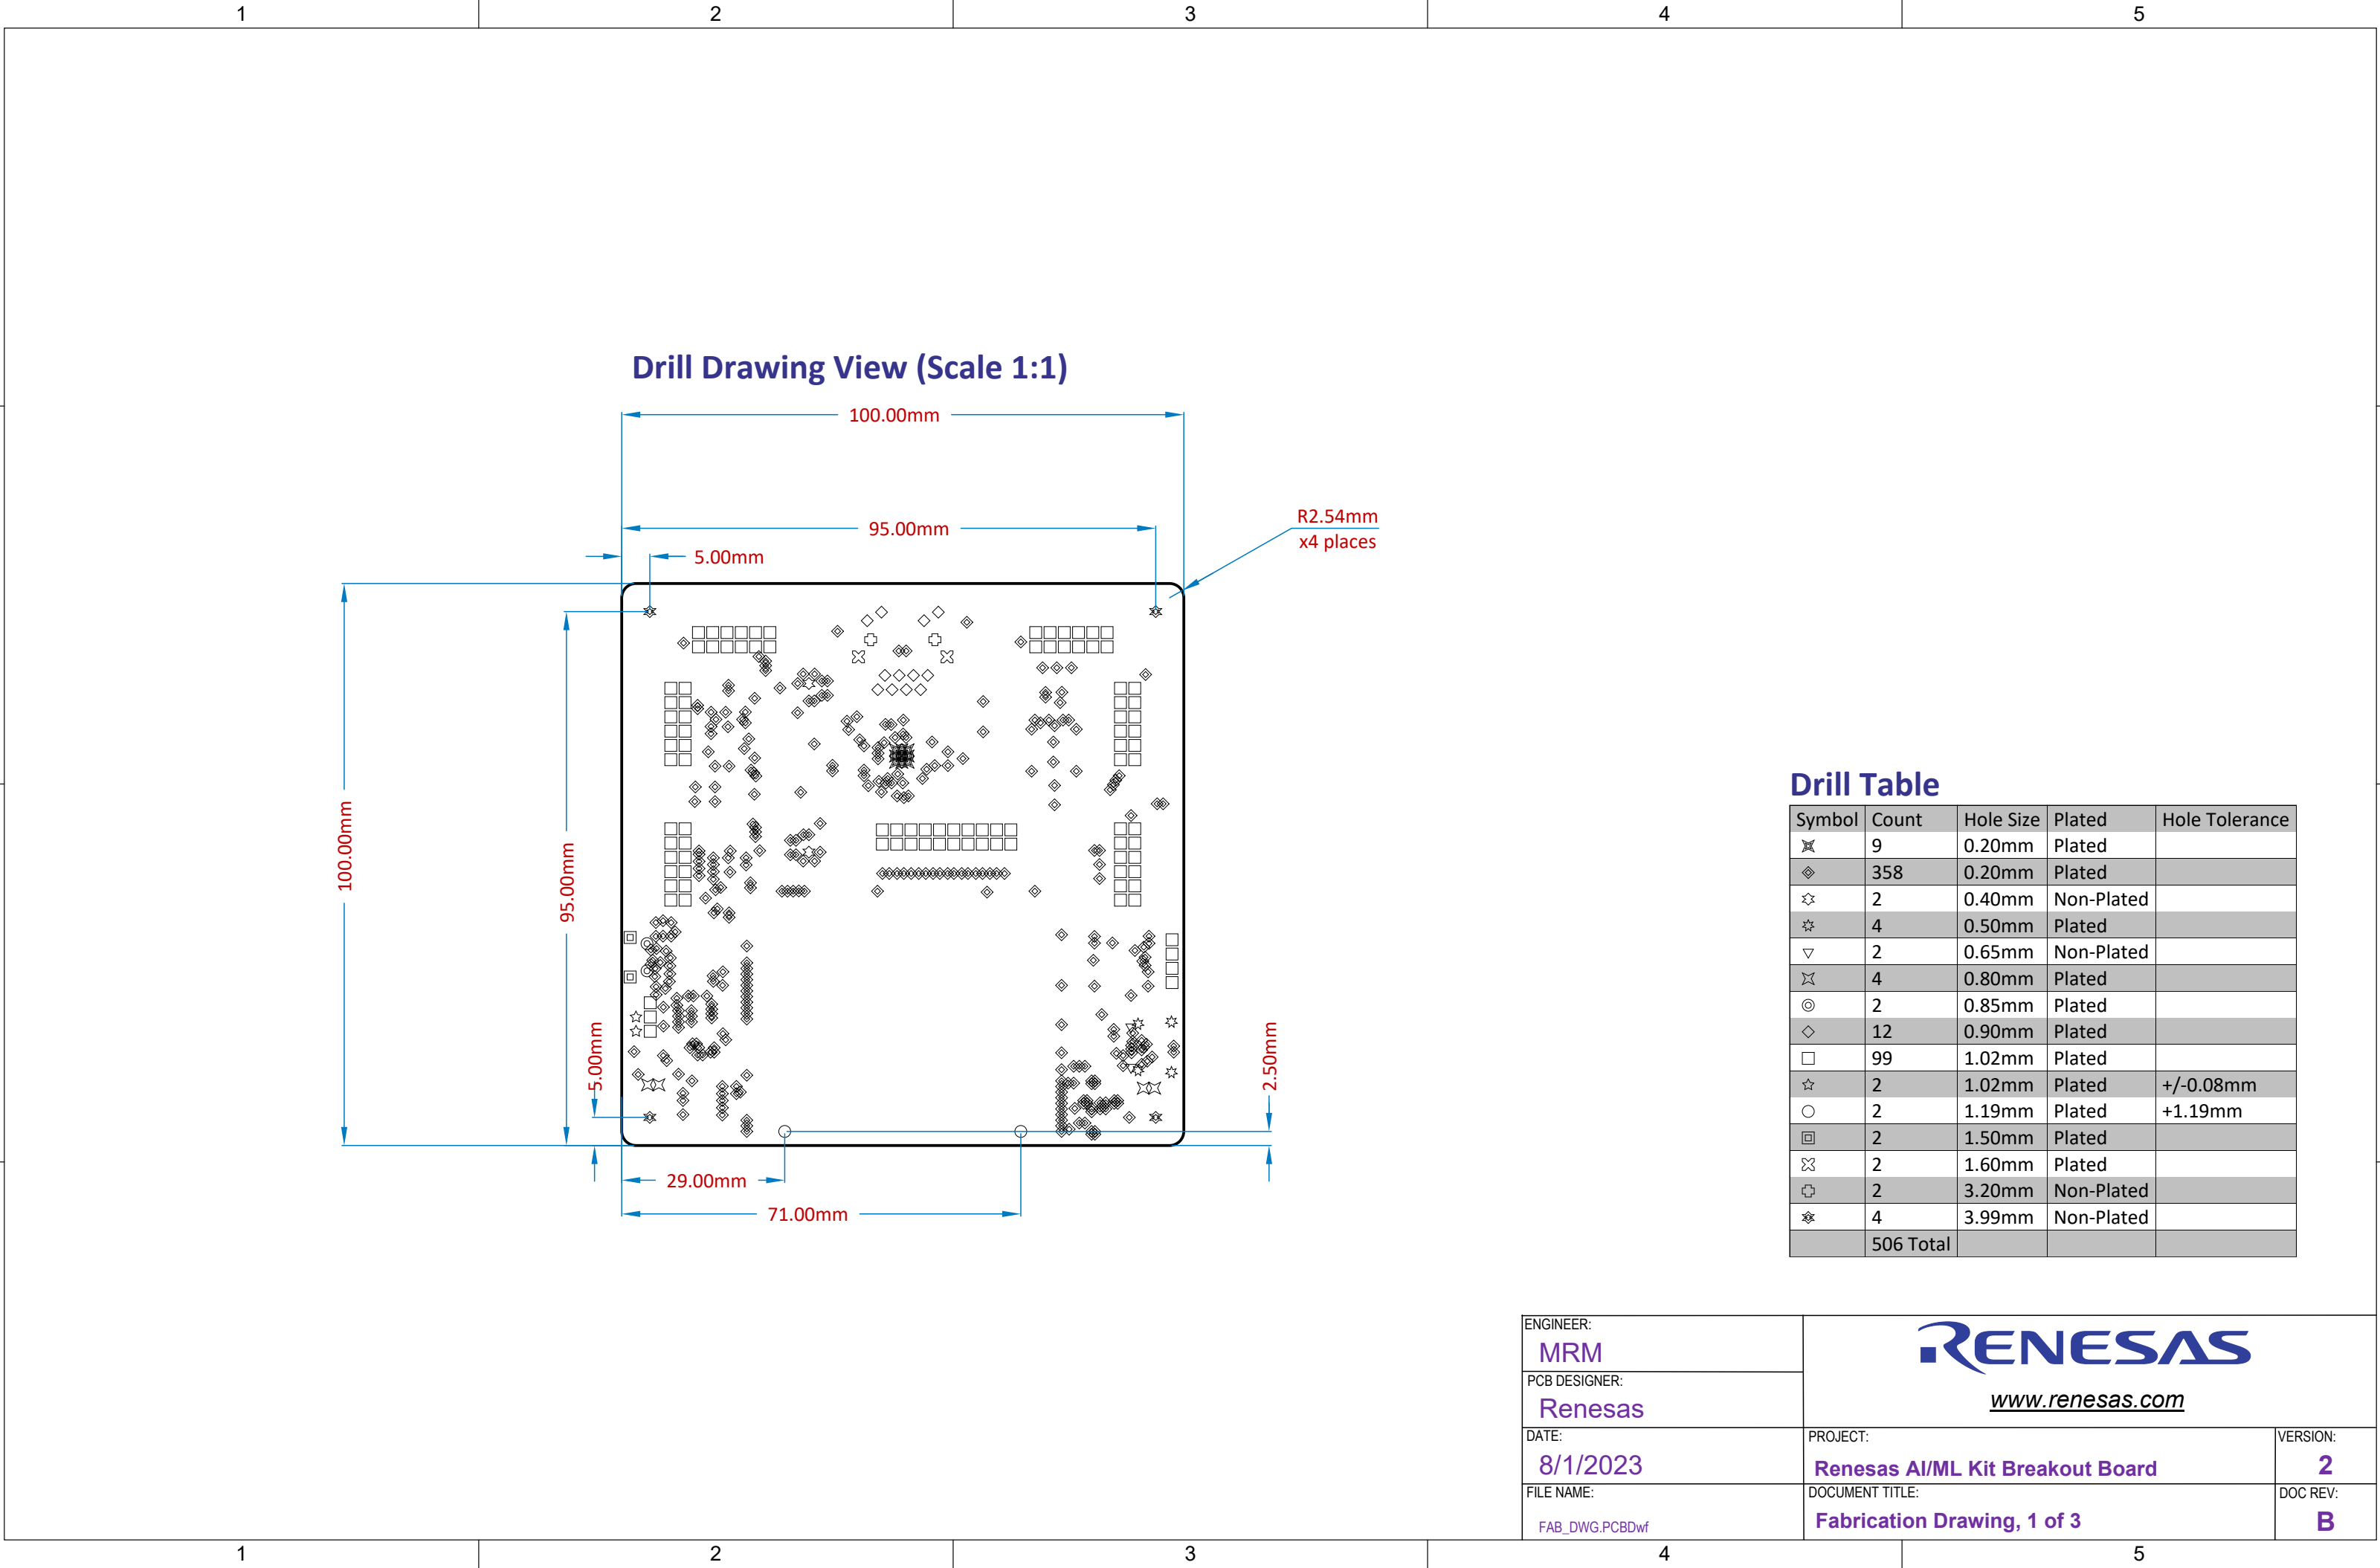 1 2 3 4 5
Drill Drawing View (Scale 1:1)
100.00mm
95.00mm
5.00mm
R2.54mm
x4 places
100.00mm
95.00mm
5.00mm
2.50mm
29.00mm
71.00mm
Drill Table
Symbol Count Hole Size Plated Hole Tolerance
9 0.20mm Plated
358 0.20mm Plated
2 0.40mm Non-Plated
4 0.50mm Plated
2 0.65mm Non-Plated
4 0.80mm Plated
2 0.85mm Plated
12 0.90mm Plated
99 1.02mm Plated
2 1.02mm Plated +/-0.08mm
2 1.19mm Plated +1.19mm
2 1.50mm Plated
2 1.60mm Plated
2 3.20mm Non-Plated
4 3.99mm Non-Plated
506 Total
ENGINEER:
MRM
PCB DESIGNER:
Renesas
DATE:
8/1/2023
FILE NAME:
FAB_DWG.PCBDwf
RENESAS
www.renesas.com
PROJECT:
Renesas AI/ML Kit Breakout Board
VERSION:
2
DOCUMENT TITLE:
Fabrication Drawing, 1 of 3
DOC REV:
B
1 2 3 4 5